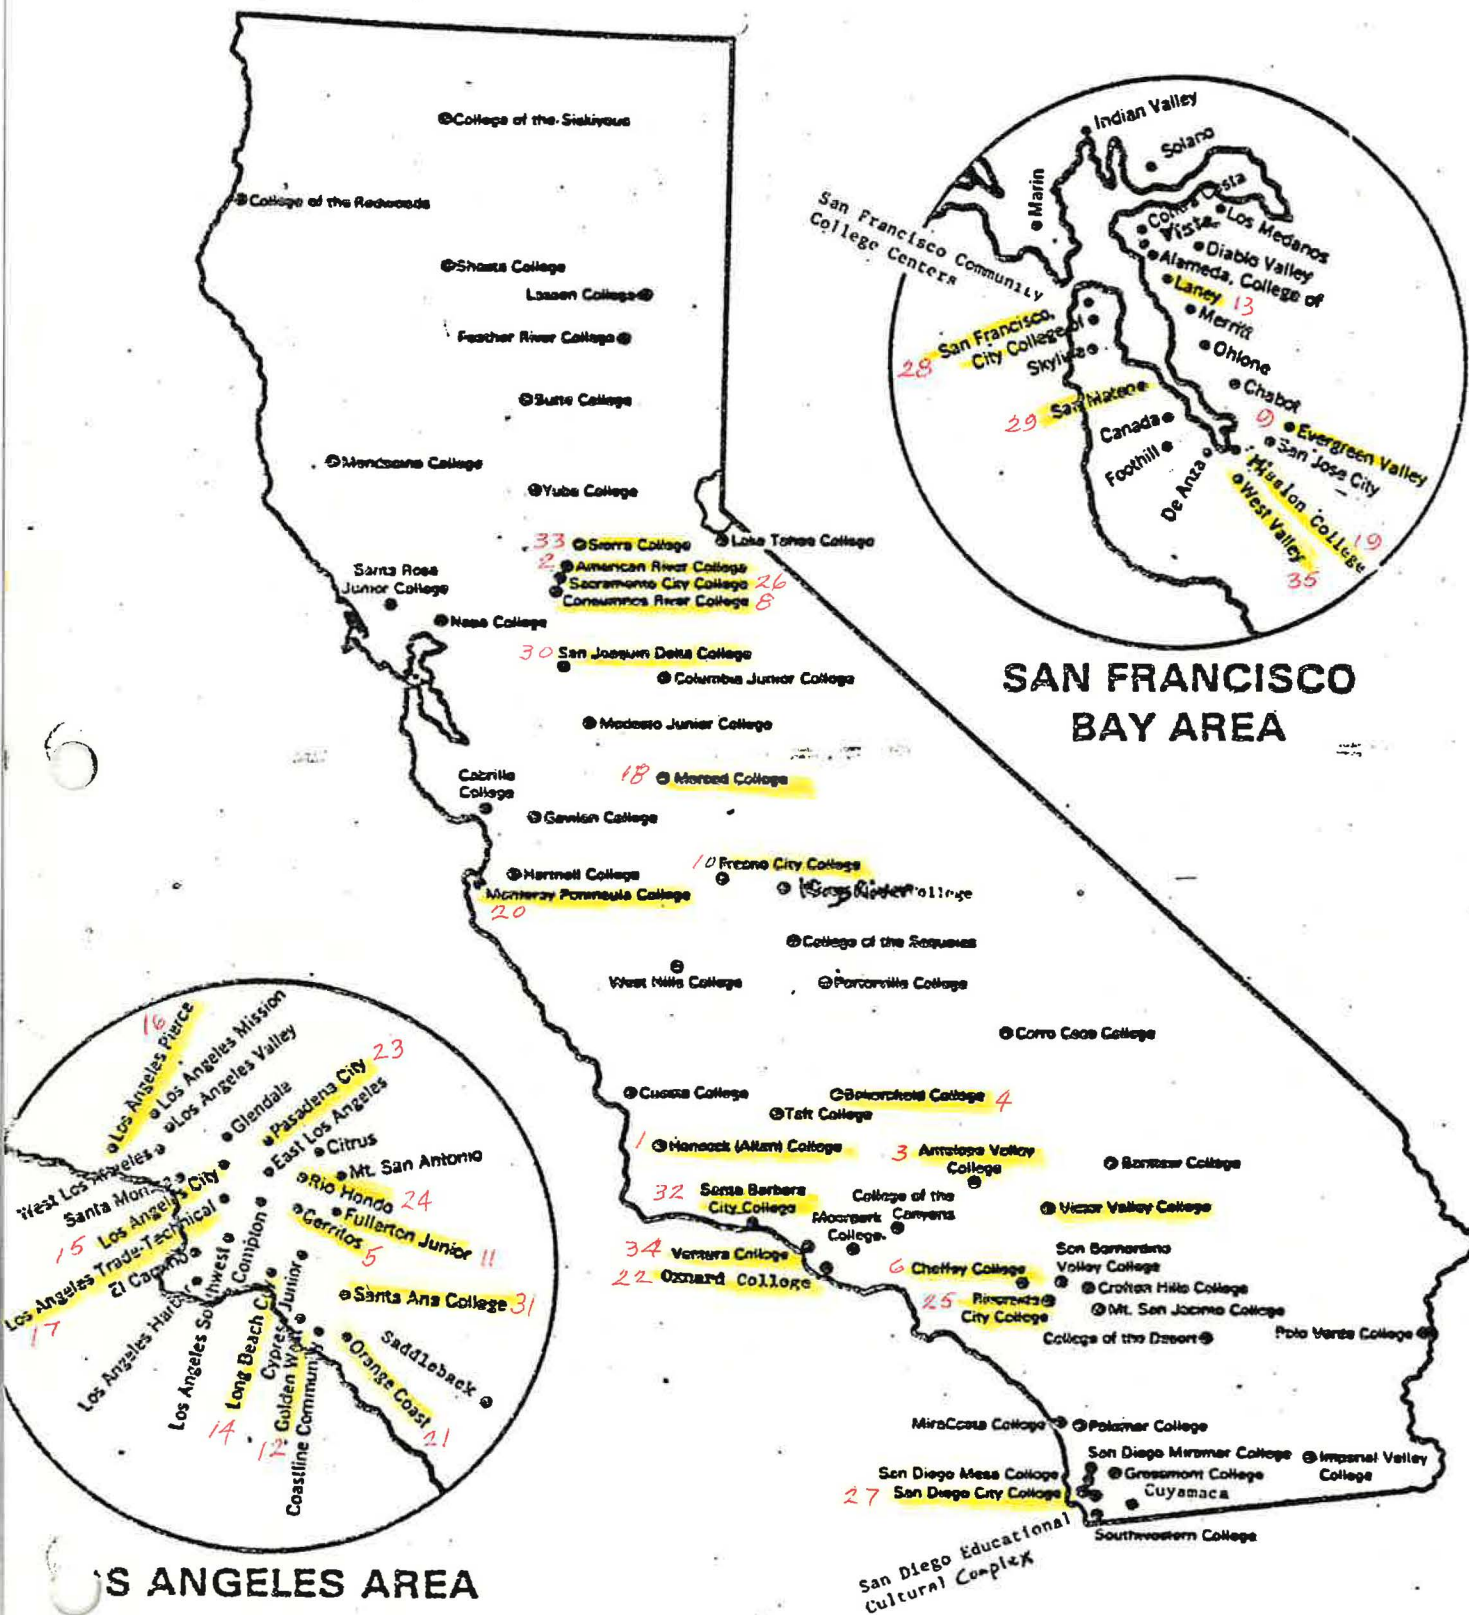 College of the Siskiyous
College of the Redwoods
Shasta College
Lassen College
Feather River College
Butte College
Mendocino College
Yuba College
33 Sierra College
Lake Tahoe College
2 American River College
Sacramento City College 26
Consumnes River College 8
Santa Rosa
Junior College
Napa College
30 San Joaquin Delta College
Columbia Junior College
Modesto Junior College
18 Merced College
Cabrillo
College
Gavilan College
10 Fresno City College
Hartnell College
College
Monterey Peninsula College
20
College of the Sequoias
West Hills College
Porterville College
Cerro Coso College
Cuesta College
Bakersfield College 4
Taft College
1 Hancock (Allan) College
3 Antelope Valley
College
Barstow College
32 Santa Barbara
City College
College of the
Canyons
Moorpark
College.
Victor Valley College
34 Ventura College
22 Oxnard College
6 Chaffey College
San Bernardino
Valley College
Crafton Hills College
25 Riverside
City College
Mt. San Jacinto College
College of the Desert
Palo Verde College
MiraCosta College
Palomar College
San Diego Miramar College
Imperial Valley
College
San Diego Mesa College
Grossmont College
27 San Diego City College
Cuyamaca
Southwestern College
San Diego Educational
Cultural Complex
Indian Valley
Solano
Marin
San Francisco Community
College Centers
Contra Costa
Vista
Los Medanos
Diablo Valley
Alameda, College of
Laney 13
Merritt
Ohlone
Chabot
28 San Francisco,
City College of
Skyline
29 San Mateo
Canada
Foothill
De Anza
9 Evergreen Valley
San Jose City
Mission College 19
West Valley
35
SAN FRANCISCO
BAY AREA
16 Los Angeles Pierce
Los Angeles Mission
Los Angeles Valley
Glendale
Pasadena City 23
East Los Angeles
Citrus
Mt. San Antonio
Rio Hondo 24
Fullerton Junior 11
Cerritos 5
West Los Angeles
Santa Monica
15 Los Angeles City
Los Angeles Trade-Technical
17
El Camino
Los Angeles Harbor
Los Angeles Southwest
Compton
Long Beach City
14
Cypress Junior
Golden West
12
Coastline Community
Santa Ana College 31
Orange Coast
21
Saddleback
S ANGELES AREA